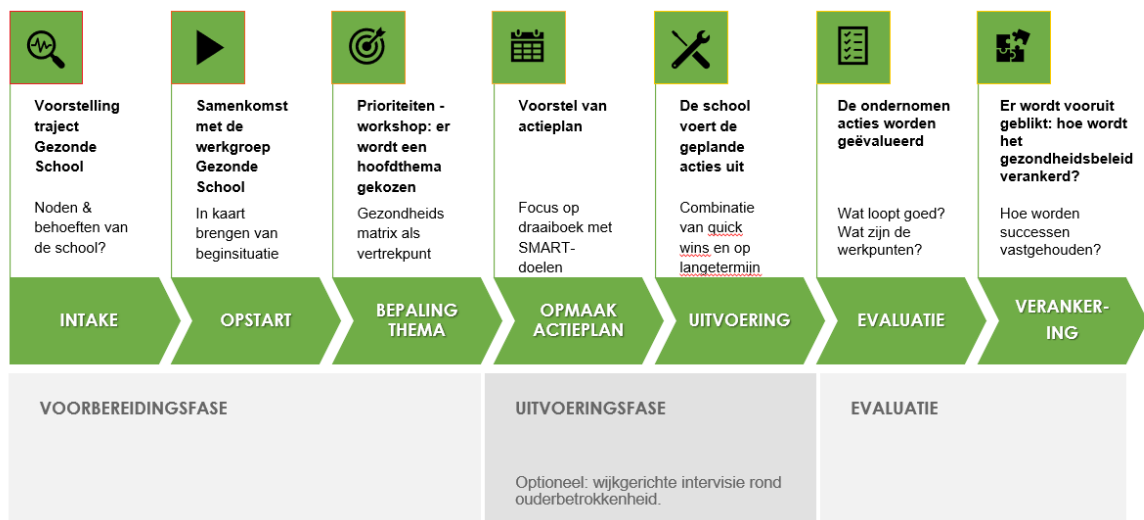 Voorstelling
traject
Gezonde
School
Noden &
behoeften van
de school?
Samenkomst
met de
werkgroep
Gezonde
School
In kaart
brengen van
beginsituatie
Prioriteiten -
workshop: er
wordt een
hoofdthema
gekozen
Gezondheids
matrix als
vertrekpunt
Voorstel van
actieplan
Focus op
draaiboek met
SMART-
doelen
De school
voert de
geplande
acties uit
Combinatie
van quick
wins en op
langetermijn
De ondernomen
acties worden
geëvalueerd
Wat loopt goed?
Wat zijn de
werkpunten?
Er wordt vooruit
geblikt: hoe wordt
het
gezondheidsbeleid
verankerd?
Hoe worden
successen
vastgehouden?
INTAKE
OPSTART
BEPALING
THEMA
OPMAAK
ACTIEPLAN
UITVOERING
EVALUATIE
VERANKER-
ING
VOORBEREIDINGSFASE
UITVOERINGSFASE
Optioneel: wijkgerichte intervisie rond
ouderbetrokkenheid.
EVALUATIE